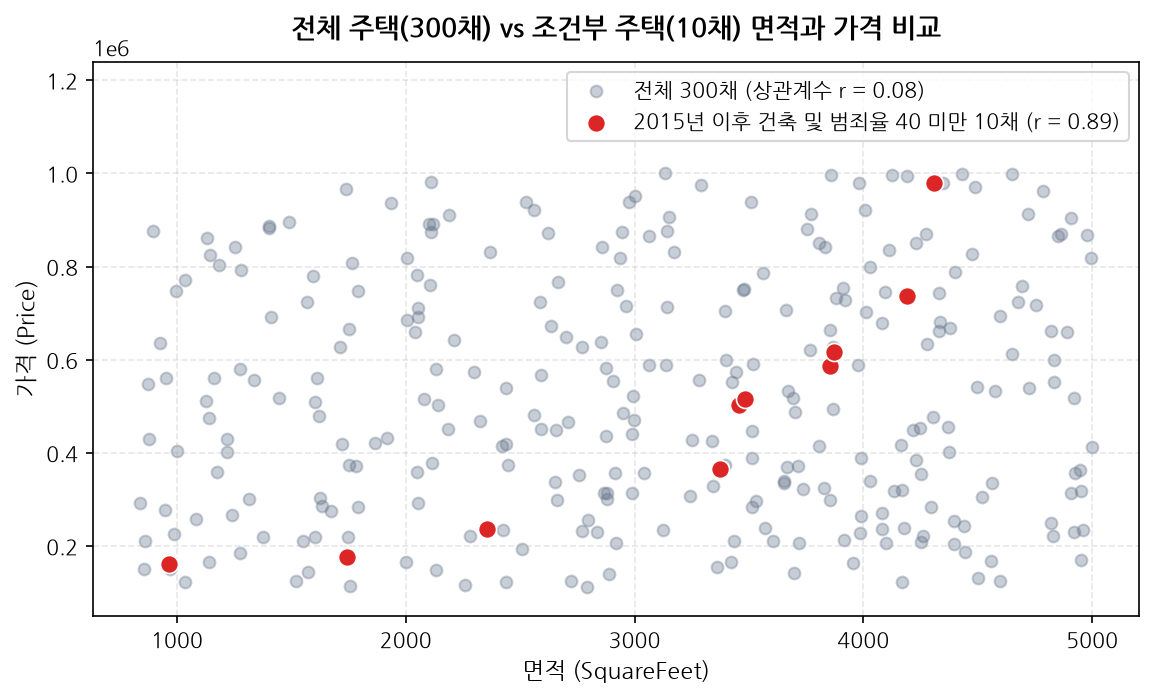 전체 주택(300채) vs 조건부 주택(10채) 면적과 가격 비교
1e6
전체 300채 (상관계수 r = 0.08)
2015년 이후 건축 및 범죄율 40 미만 10채 (r = 0.89)
1.2
1.0
0.8
0.6
0.4
0.2
가격 (Price)
1000 2000 3000 4000 5000
면적 (SquareFeet)